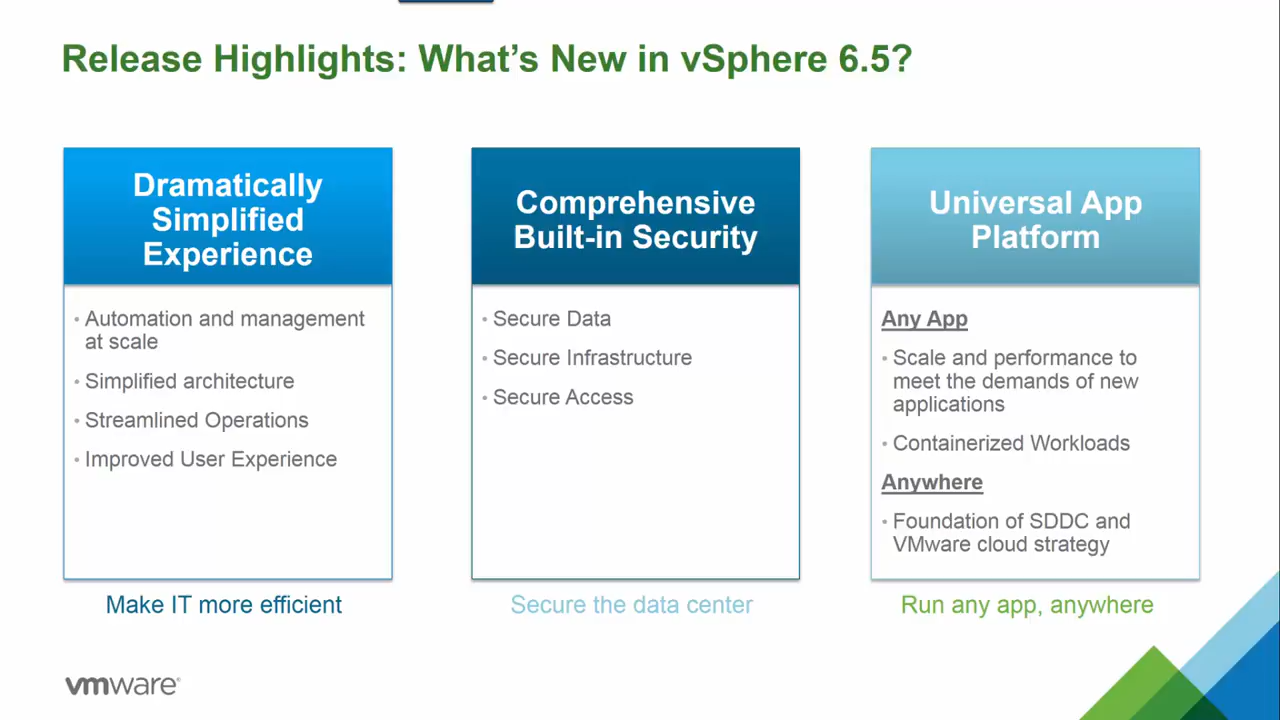 Release Highlights: What’s New in vSphere 6.5?
Dramatically
Simplified
Experience
• Automation and management
at scale
• Simplified architecture
• Streamlined Operations
• Improved User Experience
Make IT more efficient
Comprehensive
Built-in Security
• Secure Data
• Secure Infrastructure
• Secure Access
Secure the data center
Universal App
Platform
Any App
• Scale and performance to
meet the demands of new
applications
• Containerized Workloads
Anywhere
• Foundation of SDDC and
VMware cloud strategy
Run any app, anywhere
vmware®